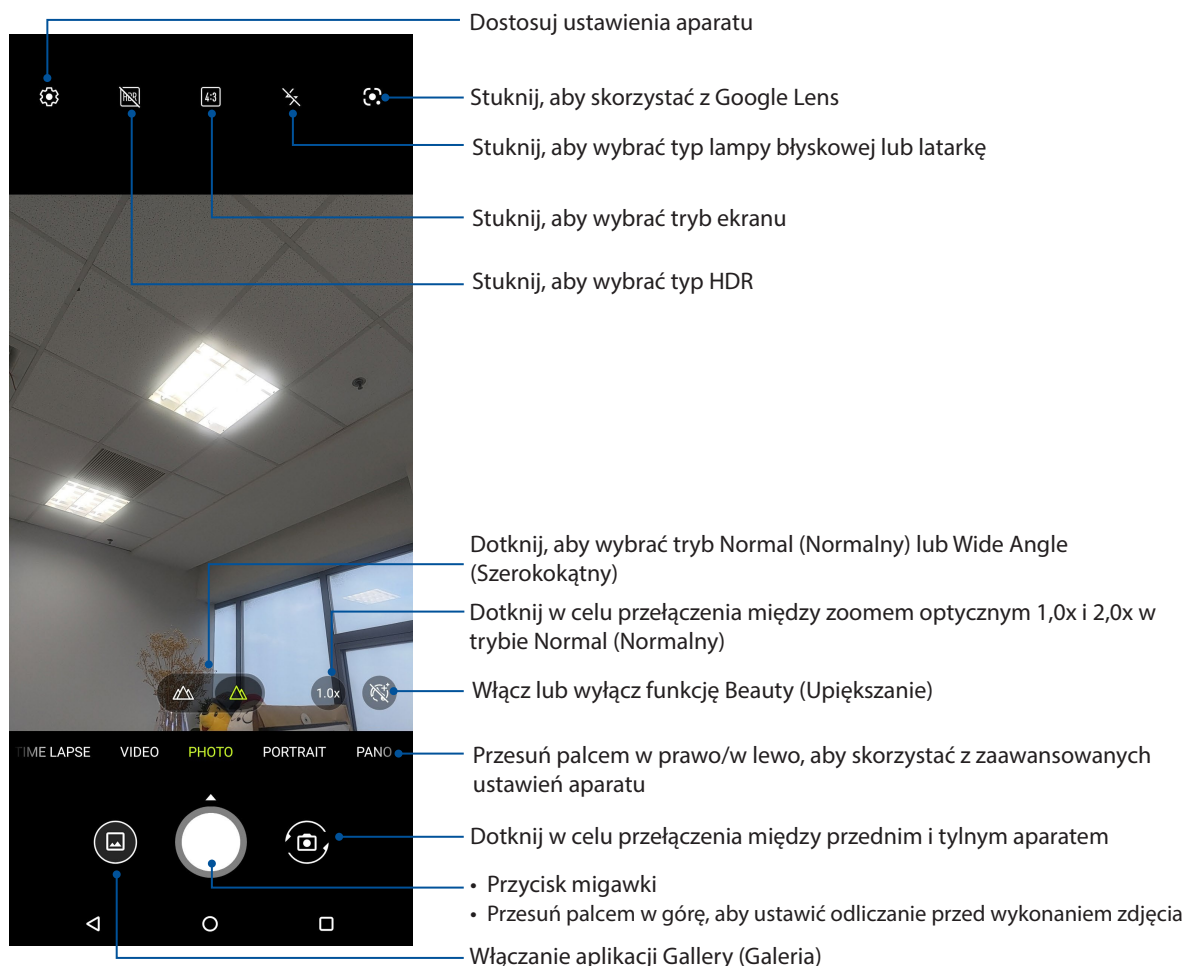 Dostosuj ustawienia aparatu
HDR
4:3
Stuknij, aby skorzystać z Google Lens
Stuknij, aby wybrać typ lampy błyskowej lub latarkę
Stuknij, aby wybrać tryb ekranu
Stuknij, aby wybrać typ HDR
Dotknij, aby wybrać tryb Normal (Normalny) lub Wide Angle
(Szerokokątny)
Dotknij w celu przełączenia między zoomem optycznym 1,0x i 2,0x w
trybie Normal (Normalny)
1.0x
Włącz lub wyłącz funkcję Beauty (Upiększanie)
TIME LAPSE VIDEO PHOTO PORTRAIT PANO
Przesuń palcem w prawo/w lewo, aby skorzystać z zaawansowanych
ustawień aparatu
Dotknij w celu przełączenia między przednim i tylnym aparatem
• Przycisk migawki
• Przesuń palcem w górę, aby ustawić odliczanie przed wykonaniem zdjęcia
Włączanie aplikacji Gallery (Galeria)